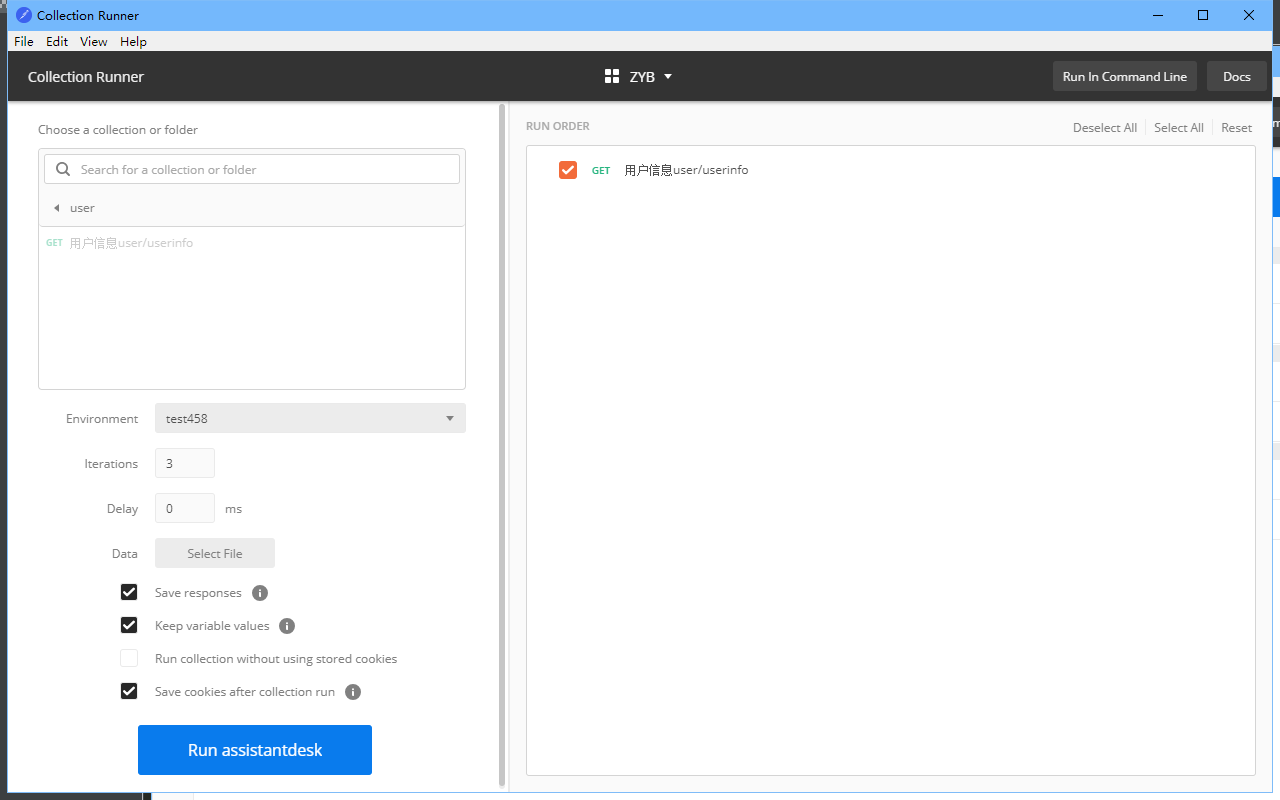 Collection Runner
File Edit View Help
Collection Runner
ZYB
Run In Command Line
Docs
Choose a collection or folder
Search for a collection or folder
user
GET 用户信息user/userinfo
Environment test458
Iterations 3
Delay 0 ms
Data Select File
Save responses
Keep variable values
Run collection without using stored cookies
Save cookies after collection run
Run assistantdesk
RUN ORDER
Deselect All Select All Reset
GET 用户信息user/userinfo